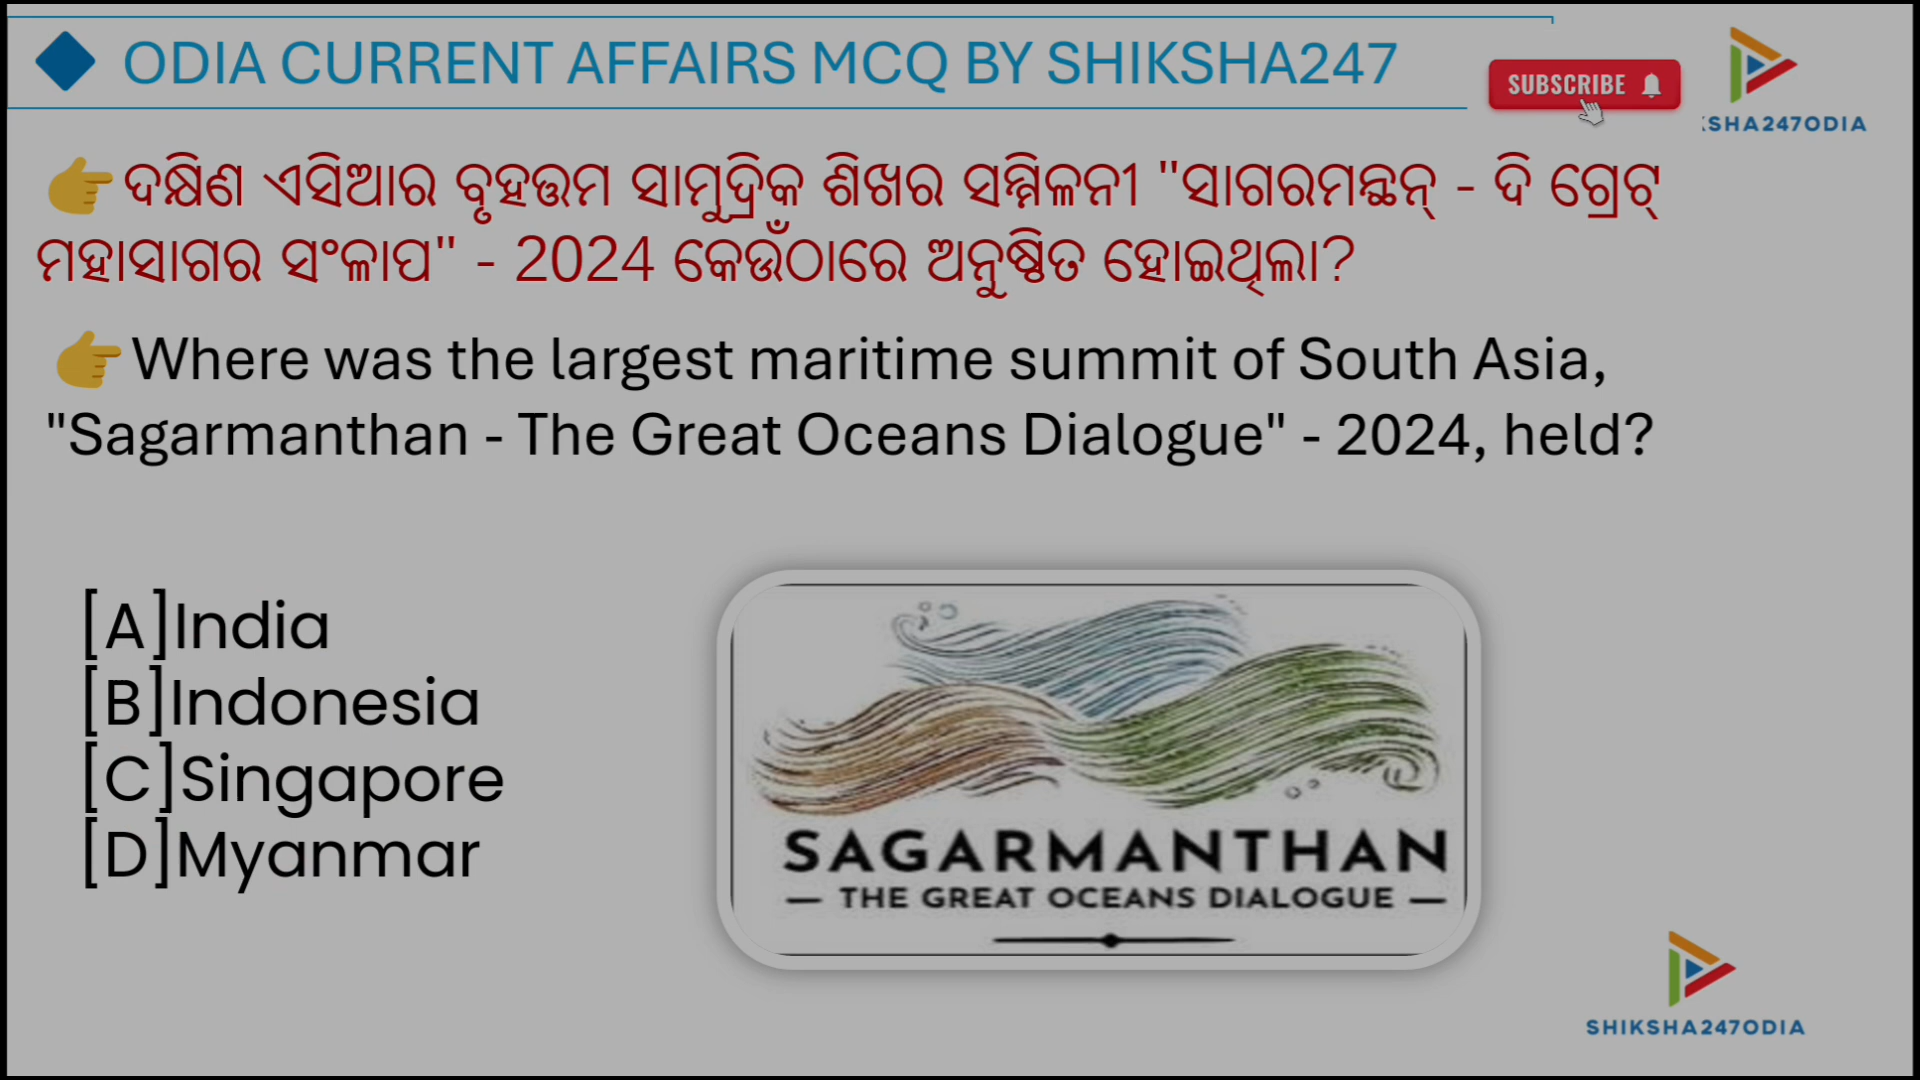 ODIA CURRENT AFFAIRS MCQ BY SHIKSHA247
SUBSCRIBE
SHA247ODIA
👉ଦକ୍ଷିଣ ଏସିଆର ବୃହତ୍ତମ ସାମୁଦ୍ରିକ ଶିଖର ସମ୍ମିଳନୀ "ସାଗରମନ୍ଥନ୍ - ଦି ଗ୍ରେଟ୍
ମହାସାଗର ସଂଳାପ" - 2024 କେଉଁଠାରେ ଅନୁଷ୍ଠିତ ହୋଇଥିଲା?
👉Where was the largest maritime summit of South Asia,
"Sagarmanthan - The Great Oceans Dialogue" - 2024, held?
[A]India
[B]Indonesia
[C]Singapore
[D]Myanmar
SAGARMANTHAN
— THE GREAT OCEANS DIALOGUE —
SHIKSHA247ODIA